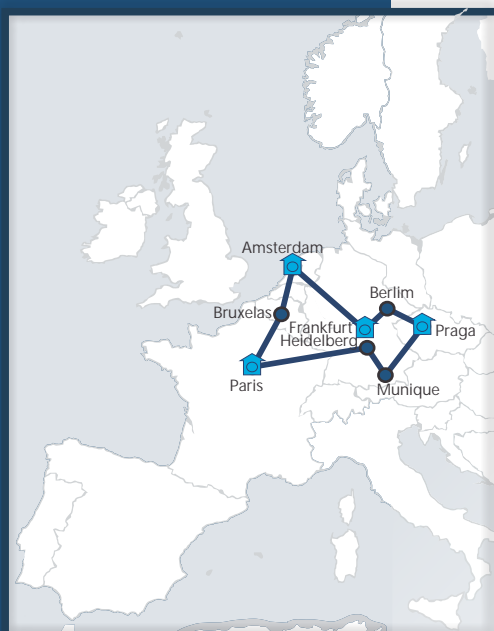 Amsterdam
Berlim
Bruxelas
Frankfurt
Praga
Heidelberg
Paris
Munique